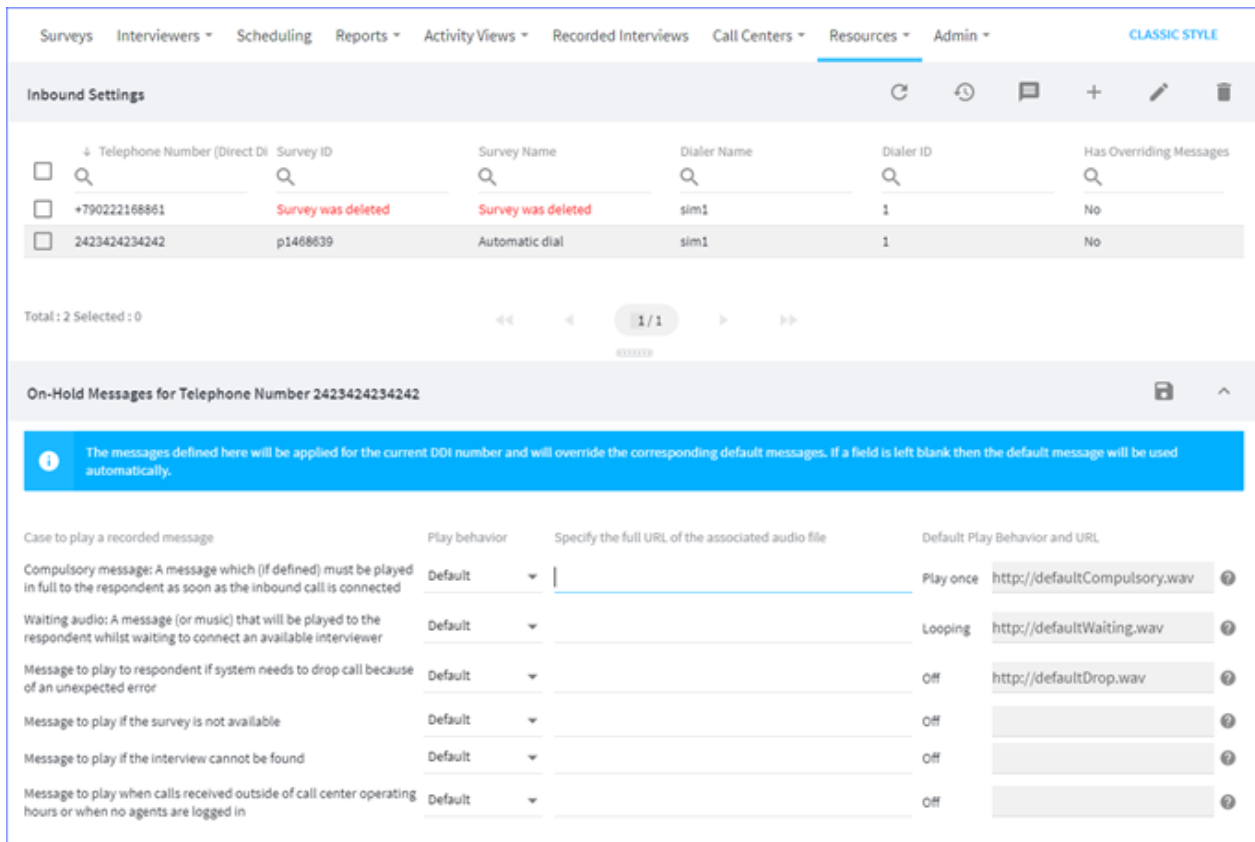 Surveys Interviewers Scheduling Reports Activity Views Recorded Interviews Call Centers Resources Admin CLASSIC STYLE
Inbound Settings
Telephone Number (Direct Di Survey ID Survey Name Dialer Name Dialer ID Has Overriding Messages
+790222168861 Survey was deleted Survey was deleted sim1 1 No
2423424234242 p1468639 Automatic dial sim1 1 No
Total : 2 Selected : 0 1 / 1
On-Hold Messages for Telephone Number 2423424234242
The messages defined here will be applied for the current DDI number and will override the corresponding default messages. If a field is left blank then the default message will be used
automatically.
Case to play a recorded message Play behavior Specify the full URL of the associated audio file Default Play Behavior and URL
Compulsory message: A message which (if defined) must be played
in full to the respondent as soon as the inbound call is connected
Default Play once http://defaultCompulsory.wav
Waiting audio: A message (or music) that will be played to the
respondent whilst waiting to connect an available interviewer
Default Looping http://defaultWaiting.wav
Message to play to respondent if system needs to drop call because
of an unexpected error
Default Off http://defaultDrop.wav
Message to play if the survey is not available Default Off
Message to play if the interview cannot be found Default Off
Message to play when calls received outside of call center operating
hours or when no agents are logged in
Default Off